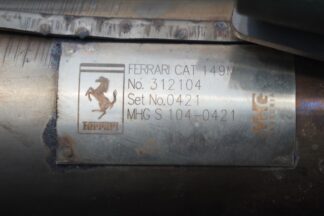 FERRARI CAT 149M
No. 312104
Set No.0421
MHG S 104-0421
Ferrari